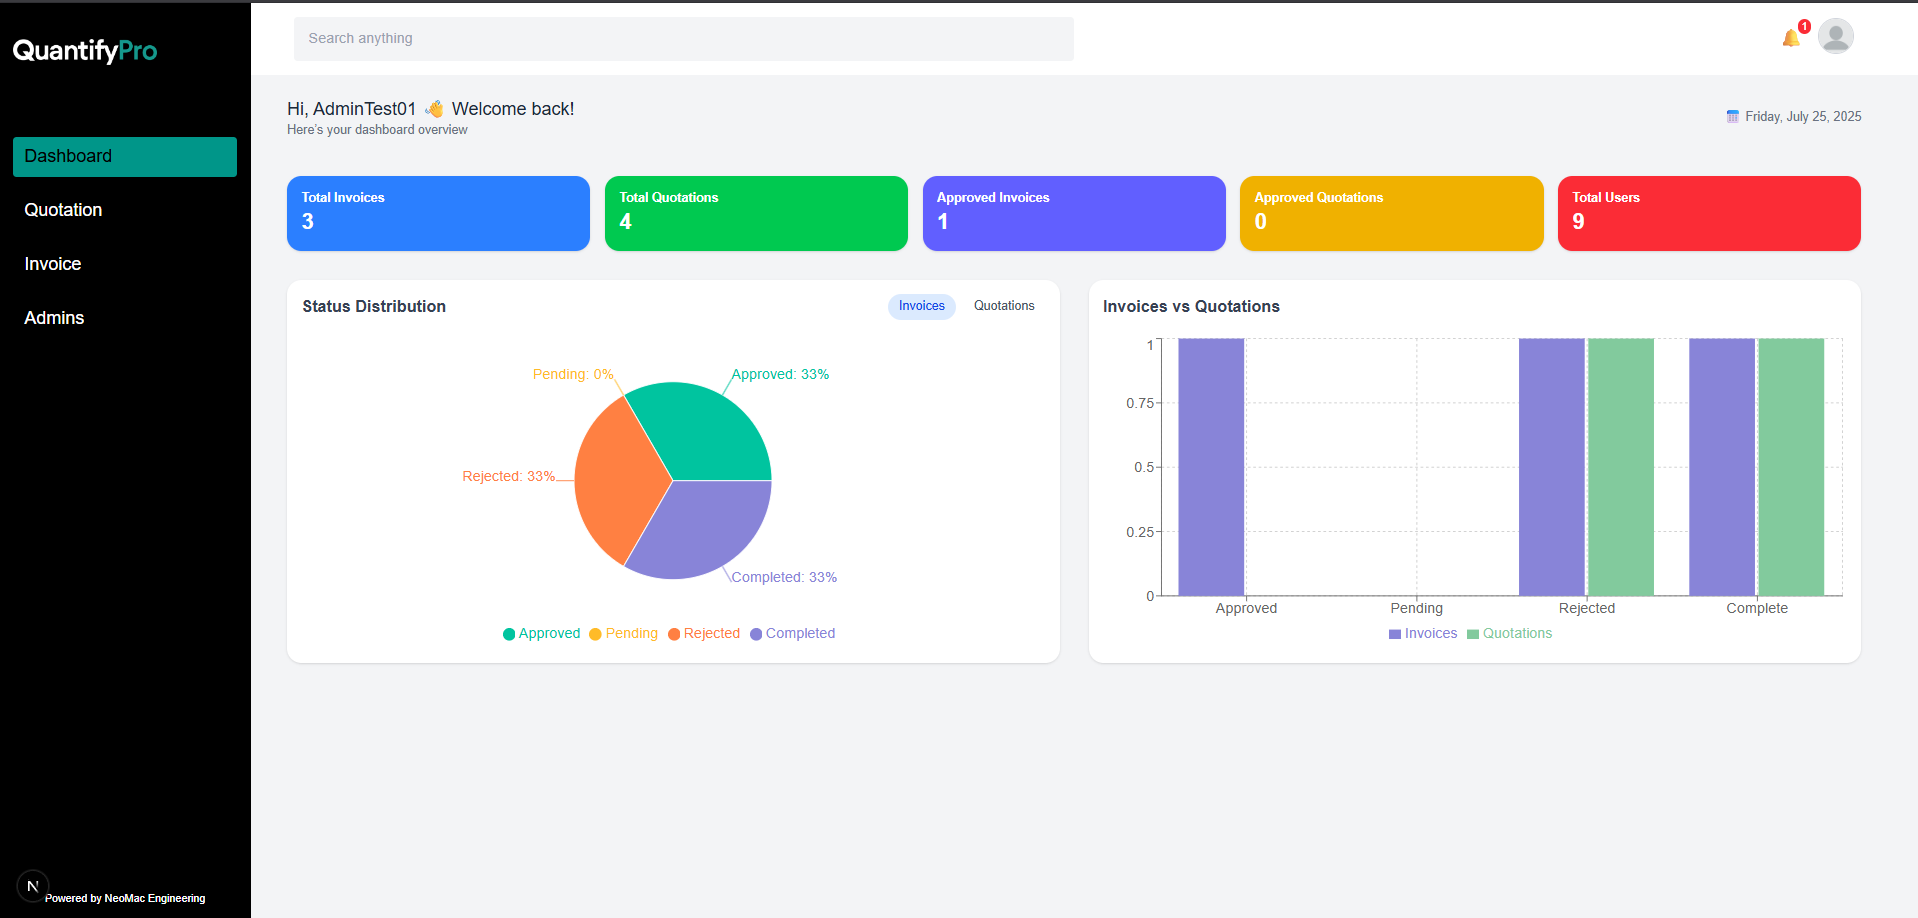 QuantifyPro
Search anything
1
Hi, AdminTest01 👋 Welcome back!
Here's your dashboard overview
Friday, July 25, 2025
Dashboard
Quotation
Invoice
Admins
Total Invoices
3
Total Quotations
4
Approved Invoices
1
Approved Quotations
0
Total Users
9
Status Distribution
Invoices
Quotations
Pending: 0%
Approved: 33%
Rejected: 33%
Completed: 33%
Approved
Pending
Rejected
Completed
Invoices vs Quotations
1
0.75
0.5
0.25
0
Approved
Pending
Rejected
Complete
Invoices
Quotations
N
Powered by NeoMac Engineering